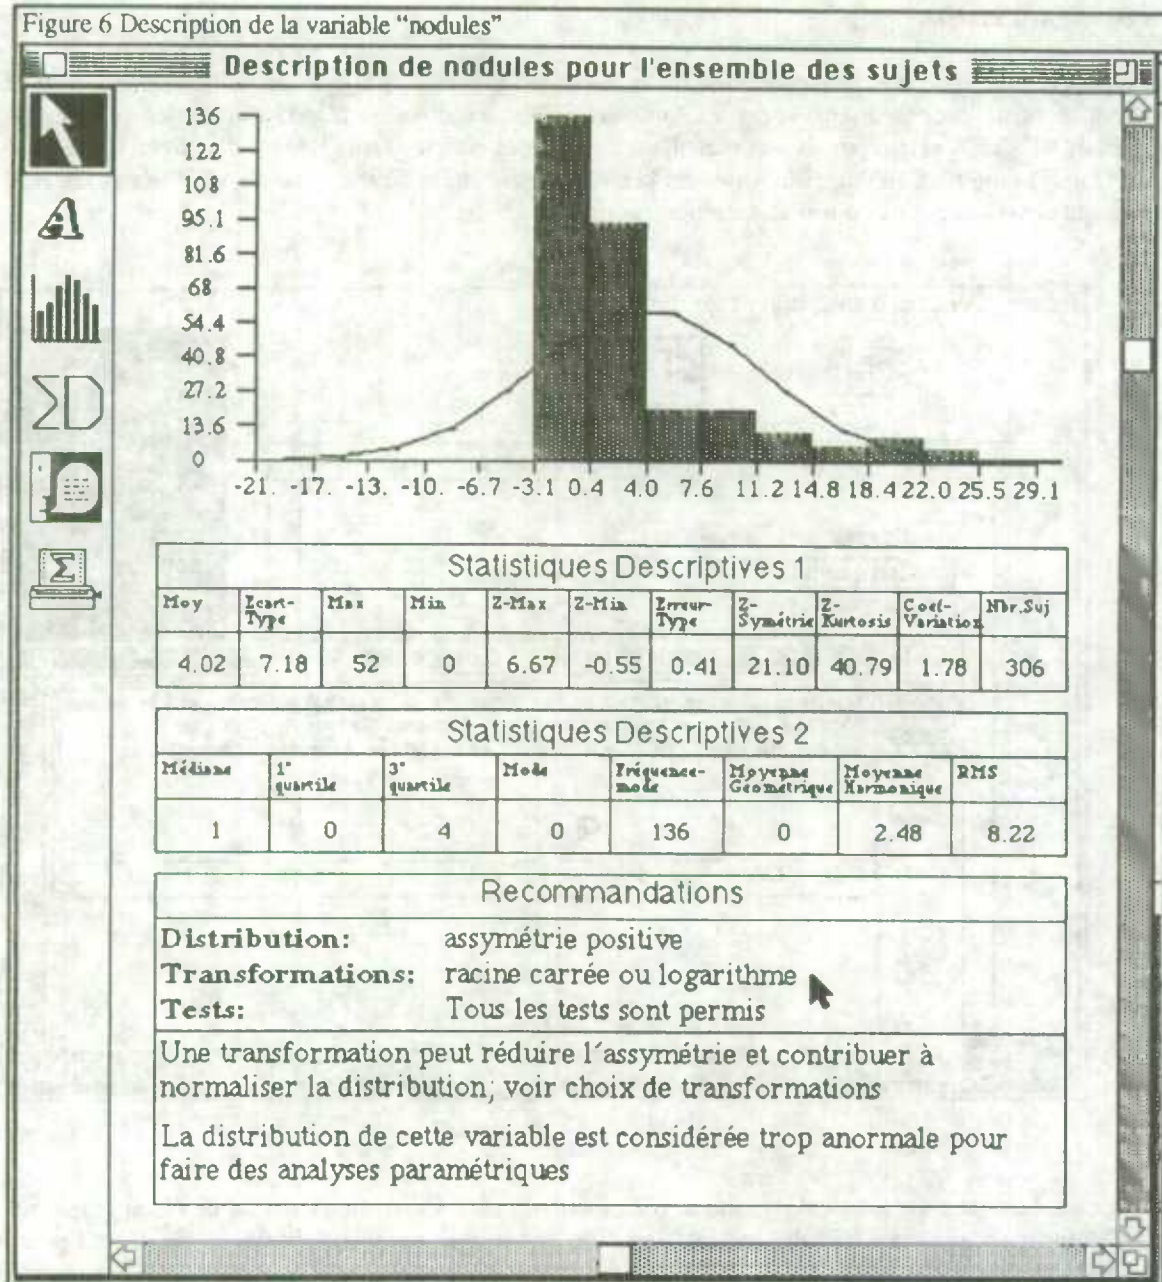 Figure 6 Description de la variable “nodules”
Description de nodules pour l'ensemble des sujets
136
122
108
95.1
81.6
68
54.4
40.8
27.2
13.6
0
-21. -17. -13. -10. -6.7 -3.1 0.4 4.0 7.6 11.2 14.8 18.4 22.0 25.5 29.1
A
ΣD
Σ
Statistiques Descriptives 1
Moy Ecart-Type Max Min Z-Max Z-Min Erreur-Type Z-Symétrie Z-Kurtosis Coef-Variation Nbr.Suj
4.02 7.18 52 0 6.67 -0.55 0.41 21.10 40.79 1.78 306
Statistiques Descriptives 2
Médiane 1° quartile 3° quartile Mode Fréquence-mode Moyenne Géométrique Moyenne Harmonique RMS
1 0 4 0 136 0 2.48 8.22
Recommandations
Distribution: assymétrie positive
Transformations: racine carrée ou logarithme
Tests: Tous les tests sont permis
Une transformation peut réduire l´assymétrie et contribuer à
normaliser la distribution; voir choix de transformations
La distribution de cette variable est considérée trop anormale pour
faire des analyses paramétriques